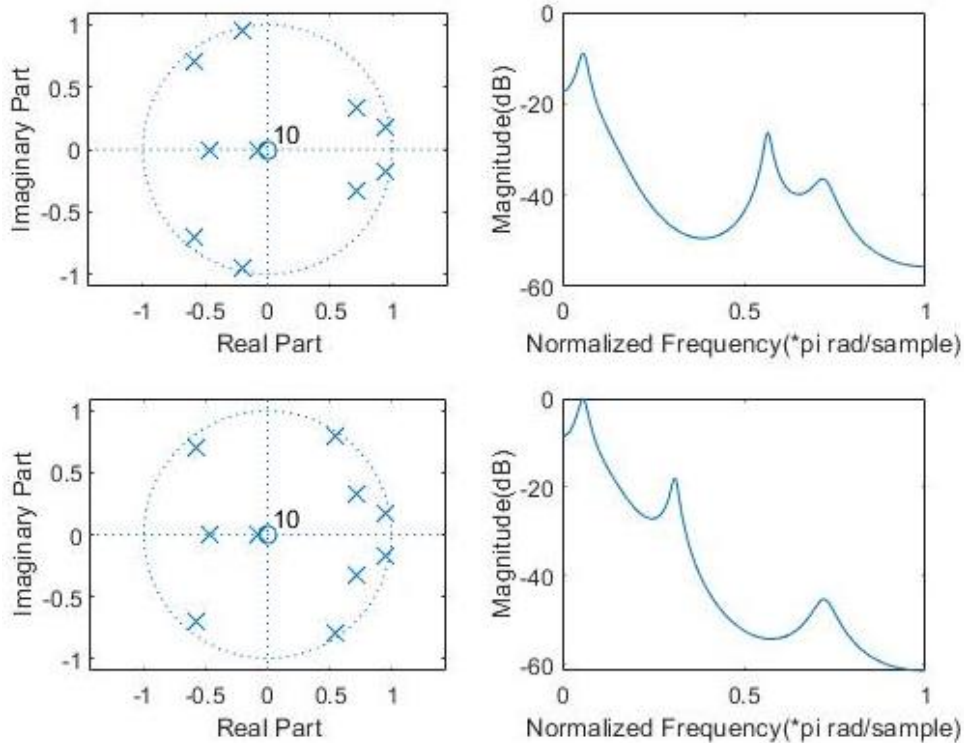 1
0.5
0
-0.5
-1
Imaginary Part
10
-1 -0.5 0 0.5 1
Real Part
0
-20
-40
-60
Magnitude(dB)
0 0.5 1
Normalized Frequency(*pi rad/sample)
1
0.5
0
-0.5
-1
Imaginary Part
10
-1 -0.5 0 0.5 1
Real Part
0
-20
-40
-60
Magnitude(dB)
0 0.5 1
Normalized Frequency(*pi rad/sample)